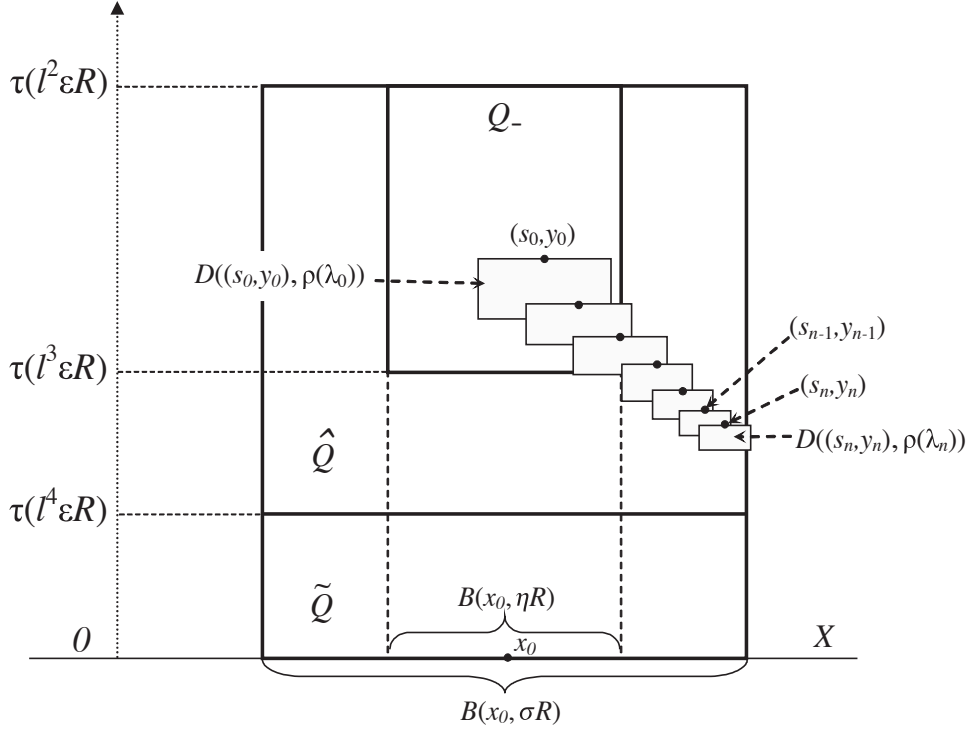 τ(l²εR)
Q₋
(s₀,y₀)
D((s₀,y₀), ρ(λ₀))
(sₙ₋₁,yₙ₋₁)
τ(l³εR)
(sₙ,yₙ)
D((sₙ,yₙ), ρ(λₙ))
Q̂
τ(l⁴εR)
Q̃
B(x₀, ηR)
0
x₀
X
B(x₀, σR)